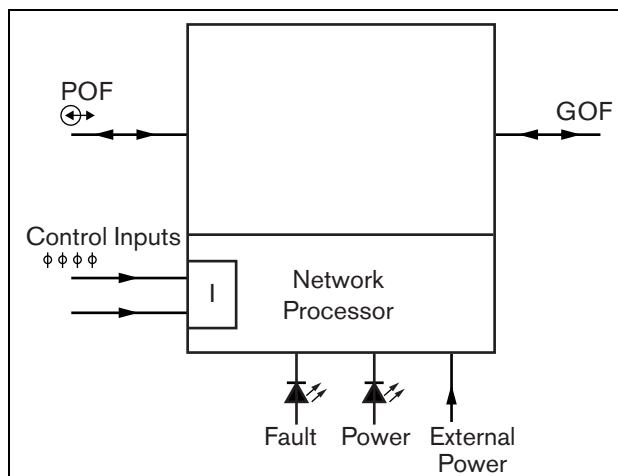 POF
GOF
Control Inputs
I
Network
Processor
Fault
Power
External
Power